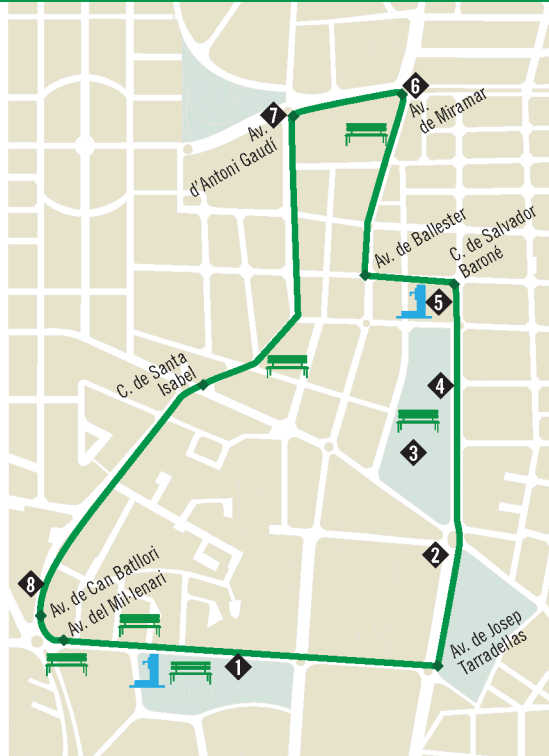 6
Av.
de Miramar
7
Av.
d'Antoni Gaudí
Av. de Ballester
C. de Salvador
Baroné
5
C. de Santa
Isabel
4
3
2
8
Av. de Can Batllori
Av. del Mil·lenari
1
Av. de Josep
Tarradellas